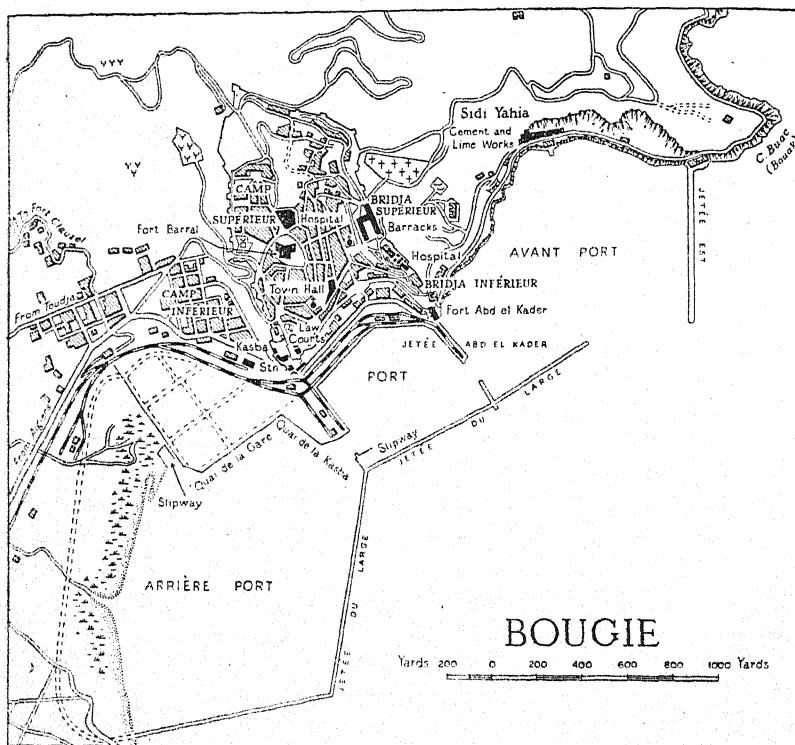 Sidi Yahia
Cement and
Lime Works
C. Buac
(Bouak)
CAMP
SUPÉRIEUR
Hospital
BRIDJA
SUPÉRIEUR
Barracks
JETÉE EST
To Fort Clauzel
Fort Barral
AVANT PORT
Hospital
Town Hall
BRIDJA INFÉRIEUR
From Toudja
CAMP
INFÉRIEUR
Fort Abd el Kader
Law
Courts
Kasba
Stn
JETÉE ABD EL KADER
PORT
From
Slipway
JETÉE DU LARGE
Quai de la Gare
Quai de la Kasba
Slipway
ARRIÈRE PORT
JETÉE DU LARGE
BOUGIE
Yards 200 0 200 400 600 800 1000 Yards